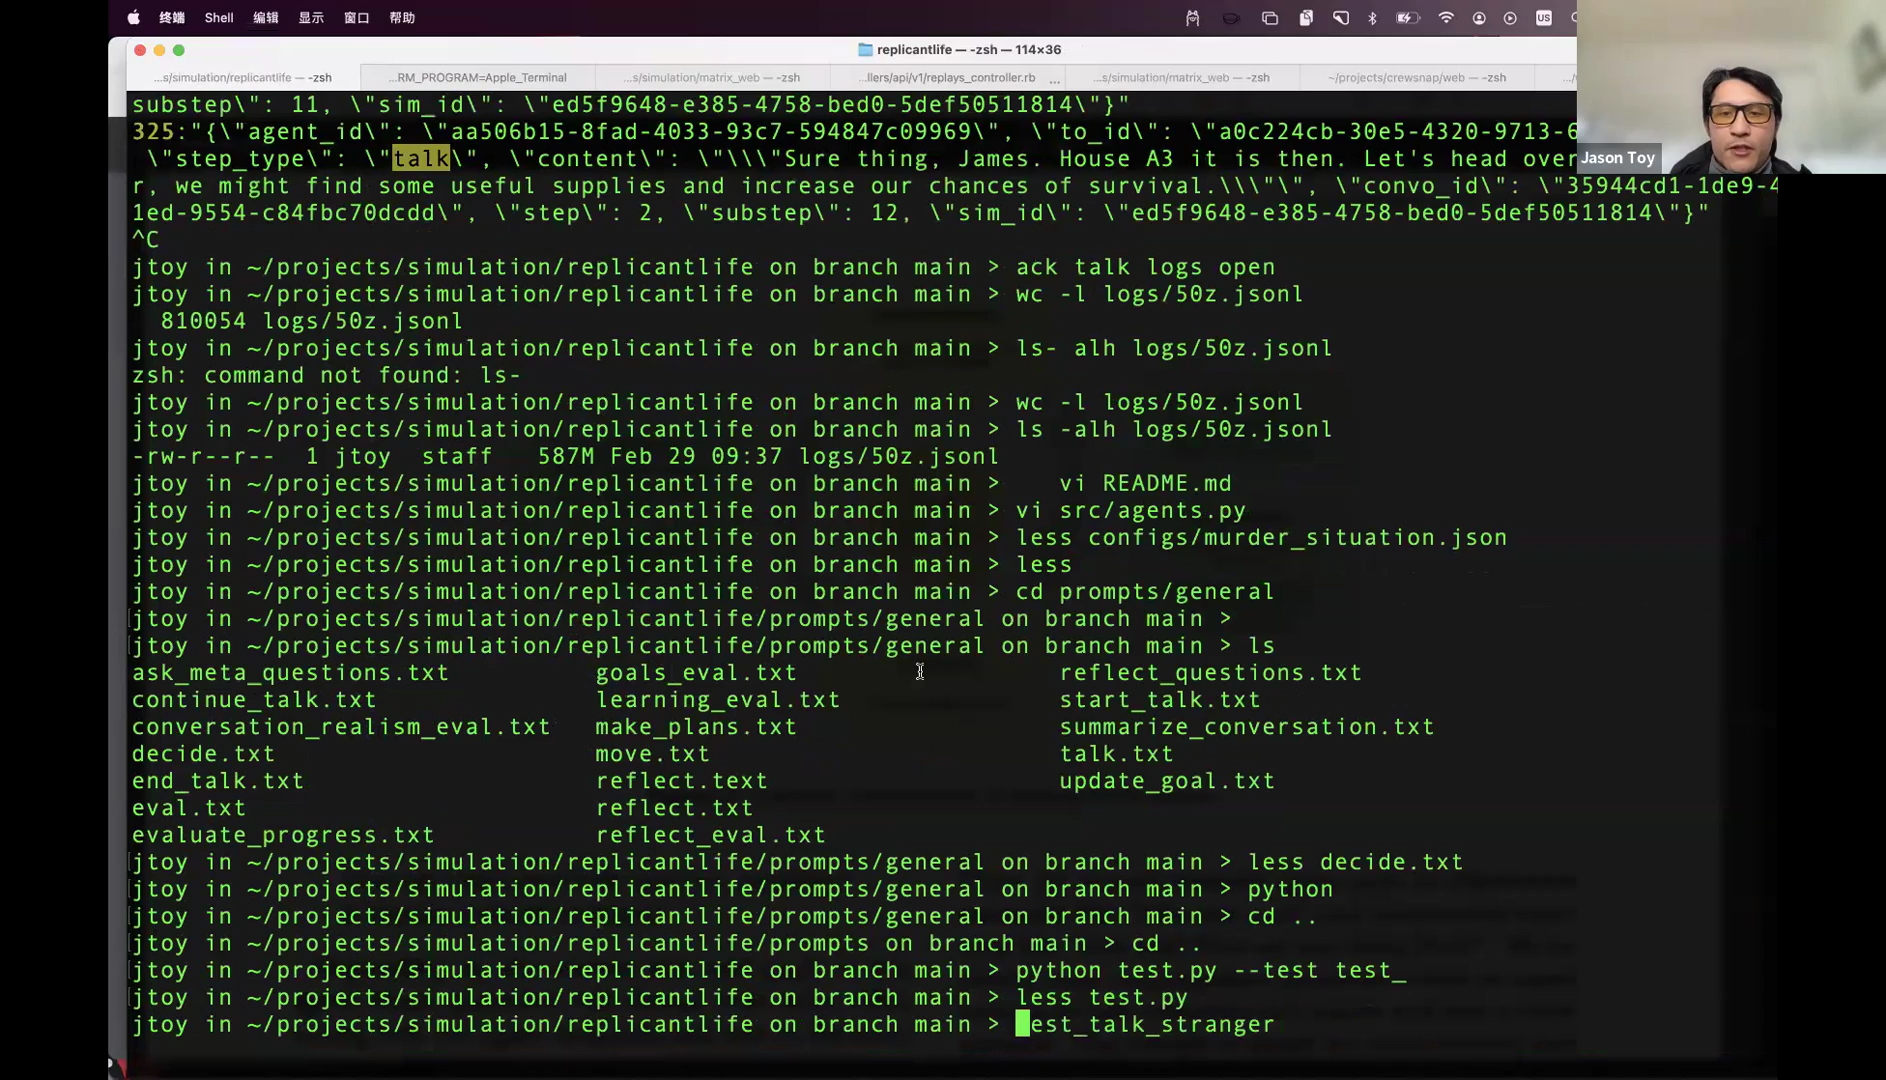 终端 Shell 编辑 显示 窗口 帮助 US
replicantlife — -zsh — 114×36
...s/simulation/replicantlife — -zsh ...RM_PROGRAM=Apple_Terminal ...s/simulation/matrix_web — -zsh ...llers/api/v1/replays_controller.rb ... ...s/simulation/matrix_web — -zsh ~/projects/crewsnap/web — -zsh
substep\": 11, \"sim_id\": \"ed5f9648-e385-4758-bed0-5def50511814\"}"
325:"{\"agent_id\": \"aa506b15-8fad-4033-93c7-594847c09969\", \"to_id\": \"a0c224cb-30e5-4320-9713-
\"step_type\": \"talk\", \"content\": \"\\\"Sure thing, James. House A3 it is then. Let's head over
Jason Toy
r, we might find some useful supplies and increase our chances of survival.\\\"\", \"convo_id\": \"35944cd1-1de9-4
1ed-9554-c84fbc70dcdd\", \"step\": 2, \"substep\": 12, \"sim_id\": \"ed5f9648-e385-4758-bed0-5def50511814\"}"
^C
jtoy in ~/projects/simulation/replicantlife on branch main > ack talk logs open
jtoy in ~/projects/simulation/replicantlife on branch main > wc -l logs/50z.jsonl
810054 logs/50z.jsonl
jtoy in ~/projects/simulation/replicantlife on branch main > ls- alh logs/50z.jsonl
zsh: command not found: ls-
jtoy in ~/projects/simulation/replicantlife on branch main > wc -l logs/50z.jsonl
jtoy in ~/projects/simulation/replicantlife on branch main > ls -alh logs/50z.jsonl
-rw-r--r-- 1 jtoy staff 587M Feb 29 09:37 logs/50z.jsonl
jtoy in ~/projects/simulation/replicantlife on branch main > vi README.md
jtoy in ~/projects/simulation/replicantlife on branch main > vi src/agents.py
jtoy in ~/projects/simulation/replicantlife on branch main > less configs/murder_situation.json
jtoy in ~/projects/simulation/replicantlife on branch main > less
jtoy in ~/projects/simulation/replicantlife on branch main > cd prompts/general
jtoy in ~/projects/simulation/replicantlife/prompts/general on branch main >
jtoy in ~/projects/simulation/replicantlife/prompts/general on branch main > ls
ask_meta_questions.txt goals_eval.txt reflect_questions.txt
continue_talk.txt learning_eval.txt start_talk.txt
conversation_realism_eval.txt make_plans.txt summarize_conversation.txt
decide.txt move.txt talk.txt
end_talk.txt reflect.text update_goal.txt
eval.txt reflect.txt
evaluate_progress.txt reflect_eval.txt
jtoy in ~/projects/simulation/replicantlife/prompts/general on branch main > less decide.txt
jtoy in ~/projects/simulation/replicantlife/prompts/general on branch main > python
jtoy in ~/projects/simulation/replicantlife/prompts/general on branch main > cd ..
jtoy in ~/projects/simulation/replicantlife/prompts on branch main > cd ..
jtoy in ~/projects/simulation/replicantlife on branch main > python test.py --test test_
jtoy in ~/projects/simulation/replicantlife on branch main > less test.py
jtoy in ~/projects/simulation/replicantlife on branch main > est_talk_stranger